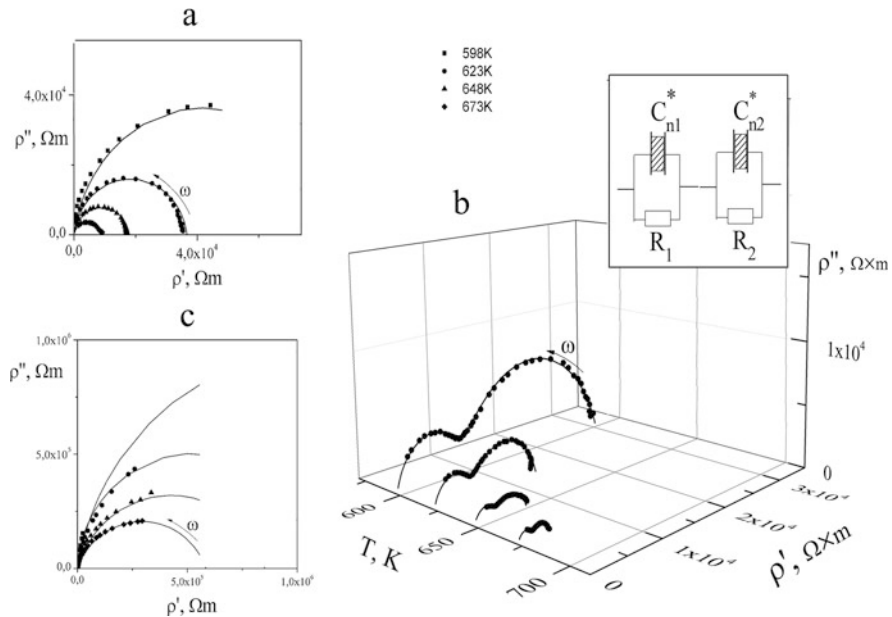 a
4,0x10⁴
ρ'', Ωm
0,0
0,0
4,0x10⁴
ρ', Ωm
ω
598K
623K
648K
673K
C*n1
C*n2
R1
R2
b
ρ'', Ω×m
1x10⁴
0
ω
600
650
700
T, K
0
1x10⁴
2x10⁴
3x10⁴
ρ', Ω×m
c
1,0x10⁶
ρ'', Ωm
5,0x10⁵
0,0
0,0
5,0x10⁵
1,0x10⁶
ρ', Ωm
ω